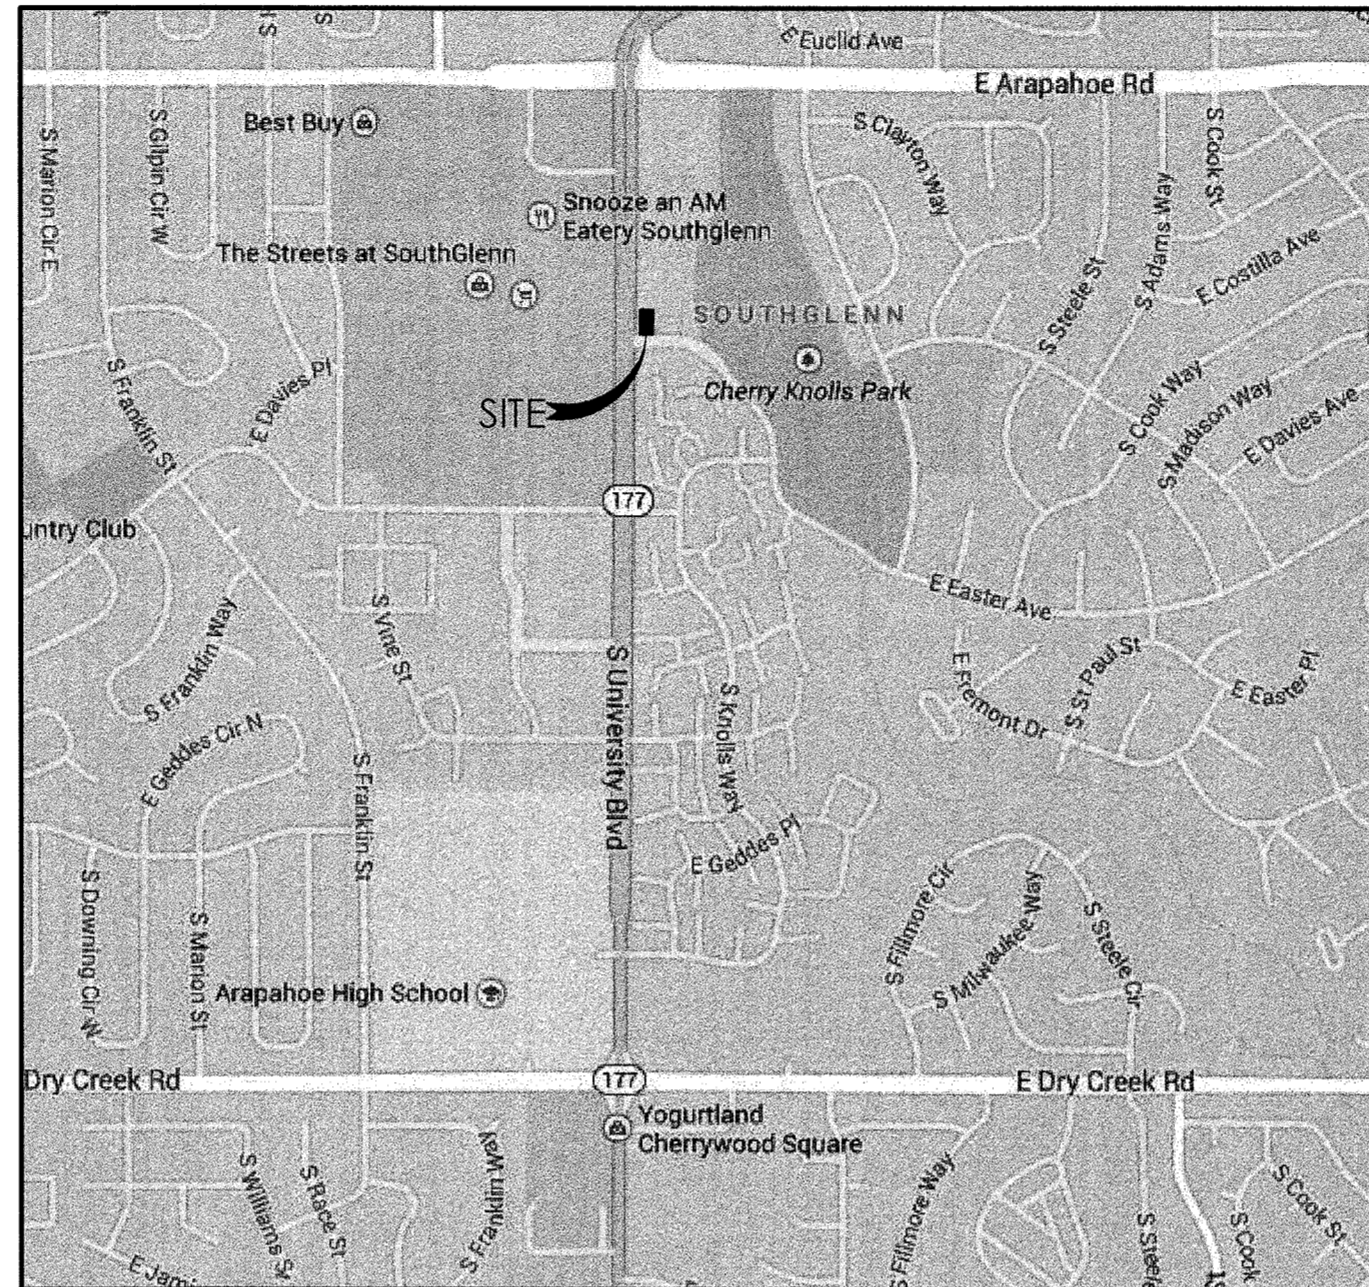 E Euclid Ave
E Arapahoe Rd
Best Buy
S Marion Cir E
S Gilpin Cir W
S Clayton Way
S Cook St
Snooze an AM
Eatery Southglenn
The Streets at SouthGlenn
S Adams Way
E Costilla Ave
S Steele St
SOUTHGLENN
Cherry Knolls Park
SITE
S Franklin St
E Davies Pl
S Cook Way
S Madison Way
E Davies Ave
177
untry Club
E Easter Ave
S Franklin Way
S Vine St
S University Blvd
S Knolls Way
E Fremont Dr
S St Paul St
E Easter Pl
E Geddes Cir N
S Franklin St
E Geddes Pl
S Fillmore Cir
S Milwaukee Way
S Steele Cir
S Downing Cir W
S Marion St
Arapahoe High School
Dry Creek Rd
177
E Dry Creek Rd
Yogurtland
Cherrywood Square
S Williams St
S Race St
S Franklin Way
S Fillmore Way
S Stee
S Cook
S Cook St
E Jami